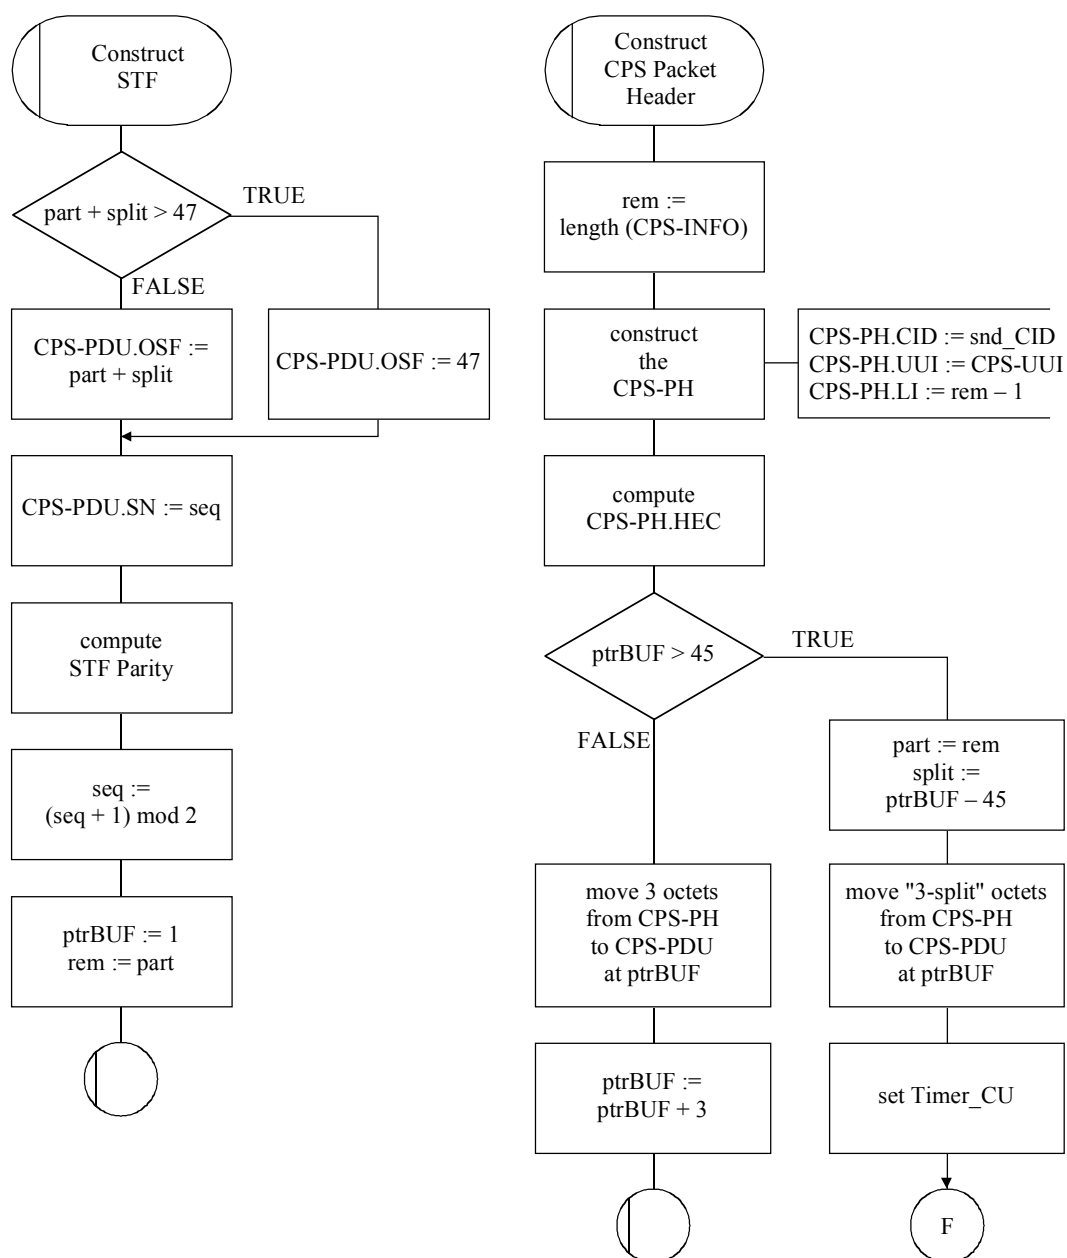 Construct
STF
part + split > 47
TRUE
FALSE
CPS-PDU.OSF :=
part + split
CPS-PDU.OSF := 47
CPS-PDU.SN := seq
compute
STF Parity
seq :=
(seq + 1) mod 2
ptrBUF := 1
rem := part
Construct
CPS Packet
Header
rem :=
length (CPS-INFO)
construct
the
CPS-PH
CPS-PH.CID := snd_CID
CPS-PH.UUI := CPS-UUI
CPS-PH.LI := rem – 1
compute
CPS-PH.HEC
ptrBUF > 45
TRUE
FALSE
move 3 octets
from CPS-PH
to CPS-PDU
at ptrBUF
ptrBUF :=
ptrBUF + 3
part := rem
split :=
ptrBUF – 45
move "3-split" octets
from CPS-PH
to CPS-PDU
at ptrBUF
set Timer_CU
F